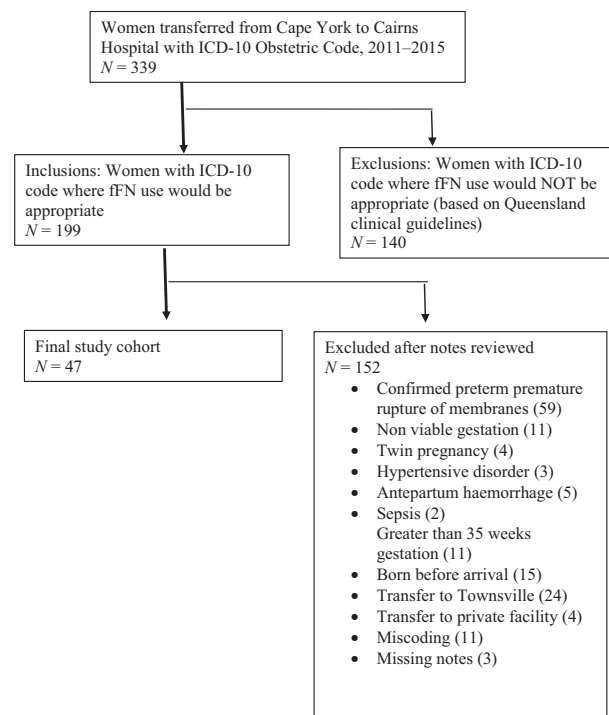 Women transferred from Cape York to Cairns
Hospital with ICD-10 Obstetric Code, 2011–2015
N = 339
Inclusions: Women with ICD-10
code where fFN use would be
appropriate
N = 199
Exclusions: Women with ICD-10
code where fFN use would NOT be
appropriate (based on Queensland
clinical guidelines)
N = 140
Final study cohort
N = 47
Excluded after notes reviewed
N = 152
• Confirmed preterm premature
rupture of membranes (59)
• Non viable gestation (11)
• Twin pregnancy (4)
• Hypertensive disorder (3)
• Antepartum haemorrhage (5)
• Sepsis (2)
Greater than 35 weeks
gestation (11)
• Born before arrival (15)
• Transfer to Townsville (24)
• Transfer to private facility (4)
• Miscoding (11)
• Missing notes (3)